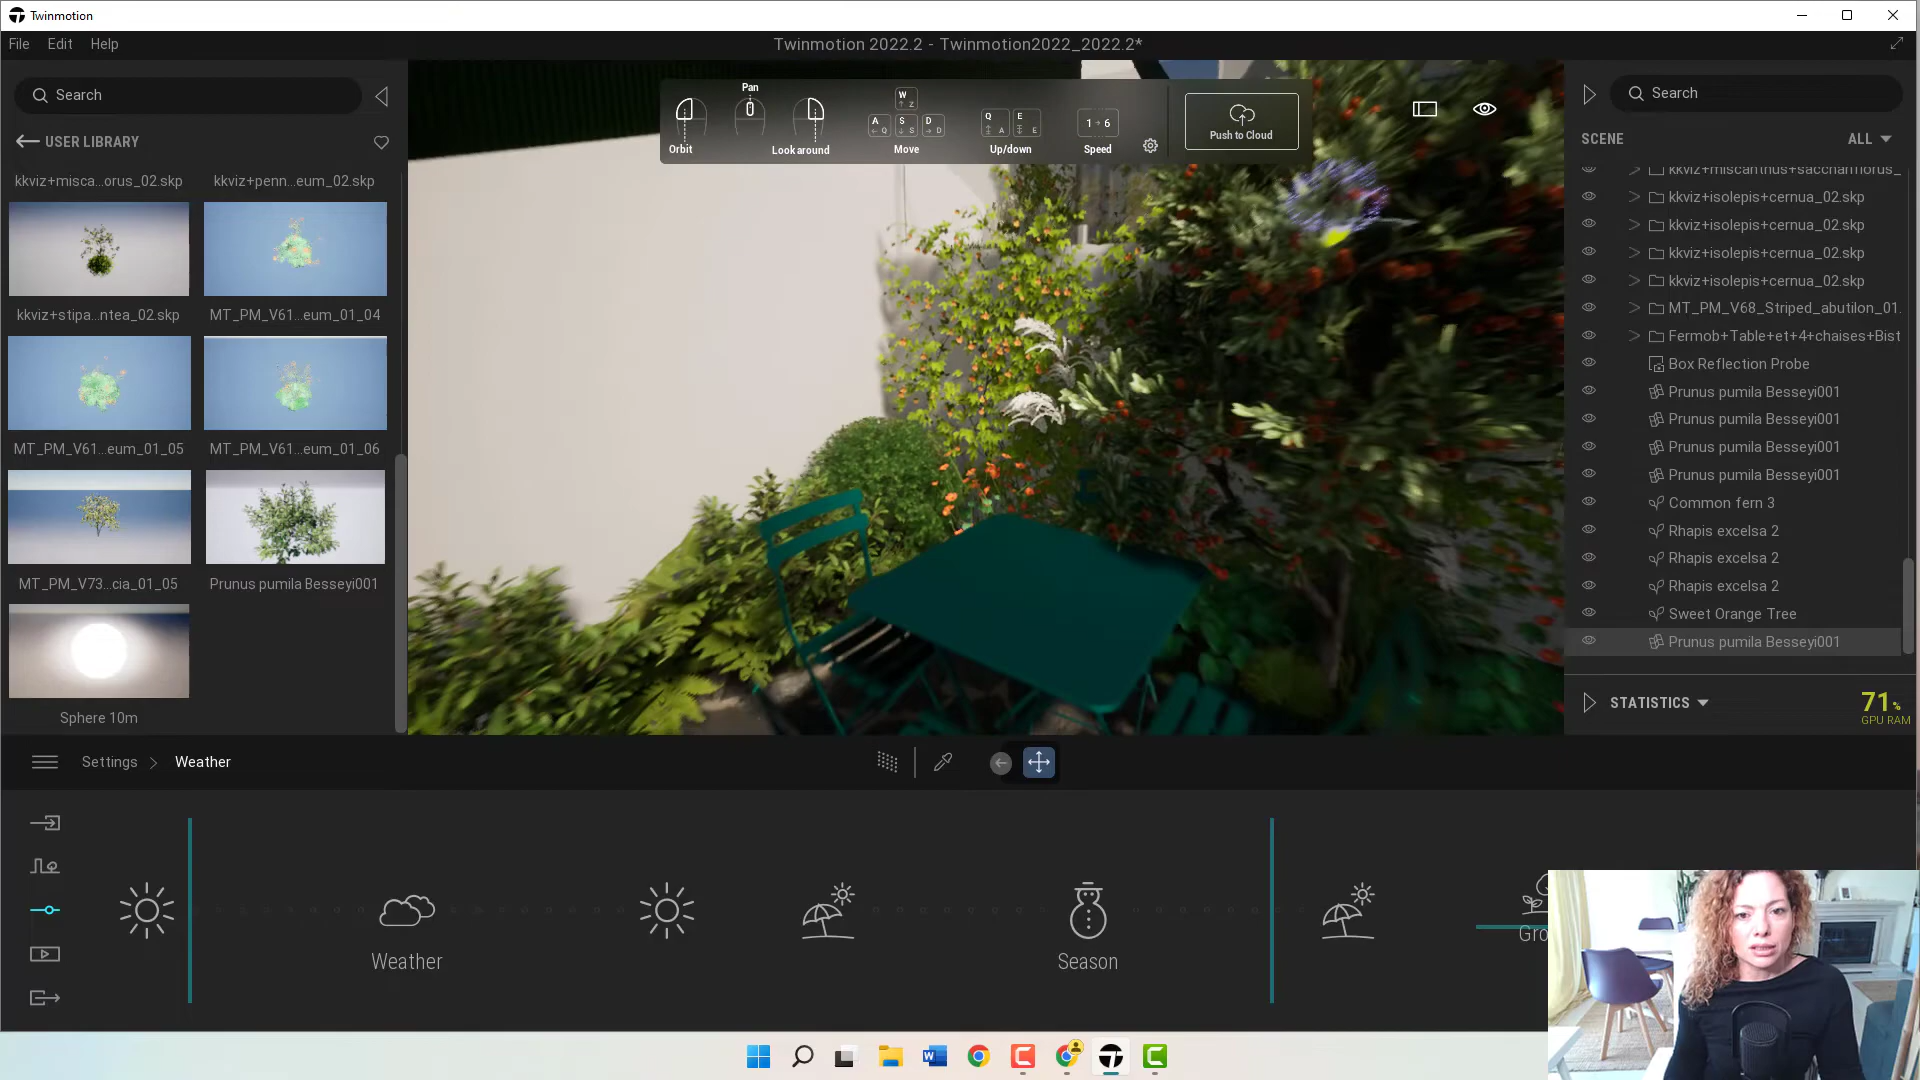 Twinmotion
File Edit Help
Twinmotion 2022.2 - Twinmotion2022_2022.2*
Search
USER LIBRARY
kkviz+misca...orus_02.skp
kkviz+penn...eum_02.skp
kkviz+stipa...ntea_02.skp
MT_PM_V61...eum_01_04
MT_PM_V61...eum_01_05
MT_PM_V61...eum_01_06
MT_PM_V73...cia_01_05
Prunus pumila Besseyi001
Sphere 10m
Orbit
Pan
Look around
W
Z
A
Q
S
S
D
D
Move
Q
A
E
E
Up/down
1 6
Speed
Push to Cloud
Search
SCENE
ALL
kkviz+miscanthus+sacchariflorus_
kkviz+isolepis+cernua_02.skp
kkviz+isolepis+cernua_02.skp
kkviz+isolepis+cernua_02.skp
kkviz+isolepis+cernua_02.skp
MT_PM_V68_Striped_abutilon_01.
Fermob+Table+et+4+chaises+Bist
Box Reflection Probe
Prunus pumila Besseyi001
Prunus pumila Besseyi001
Prunus pumila Besseyi001
Prunus pumila Besseyi001
Common fern 3
Rhapis excelsa 2
Rhapis excelsa 2
Rhapis excelsa 2
Sweet Orange Tree
Prunus pumila Besseyi001
STATISTICS
71%
GPU RAM
Settings > Weather
Weather
Season
Gro